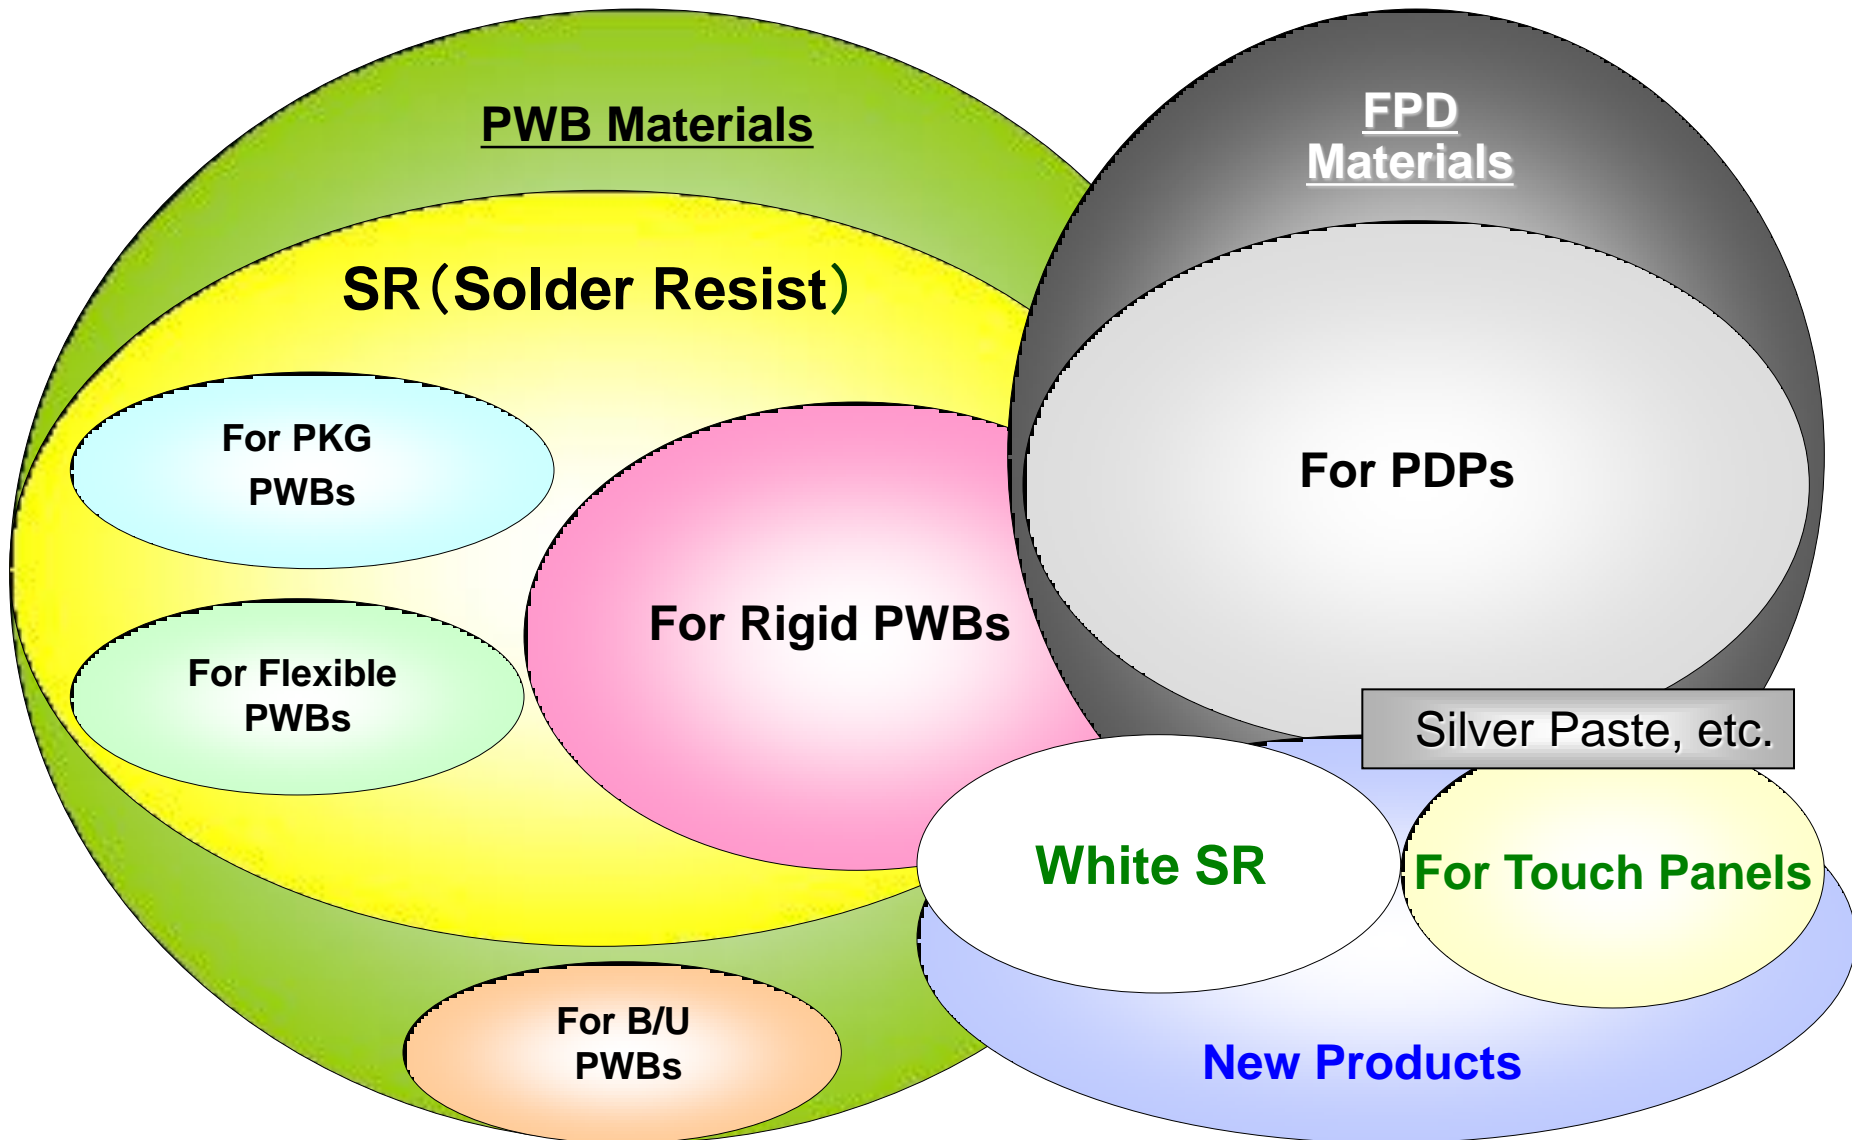 PWB Materials
SR（Solder Resist）
For PKG
PWBs
For Flexible
PWBs
For Rigid PWBs
For B/U
PWBs
FPD
Materials
For PDPs
Silver Paste, etc.
White SR
For Touch Panels
New Products